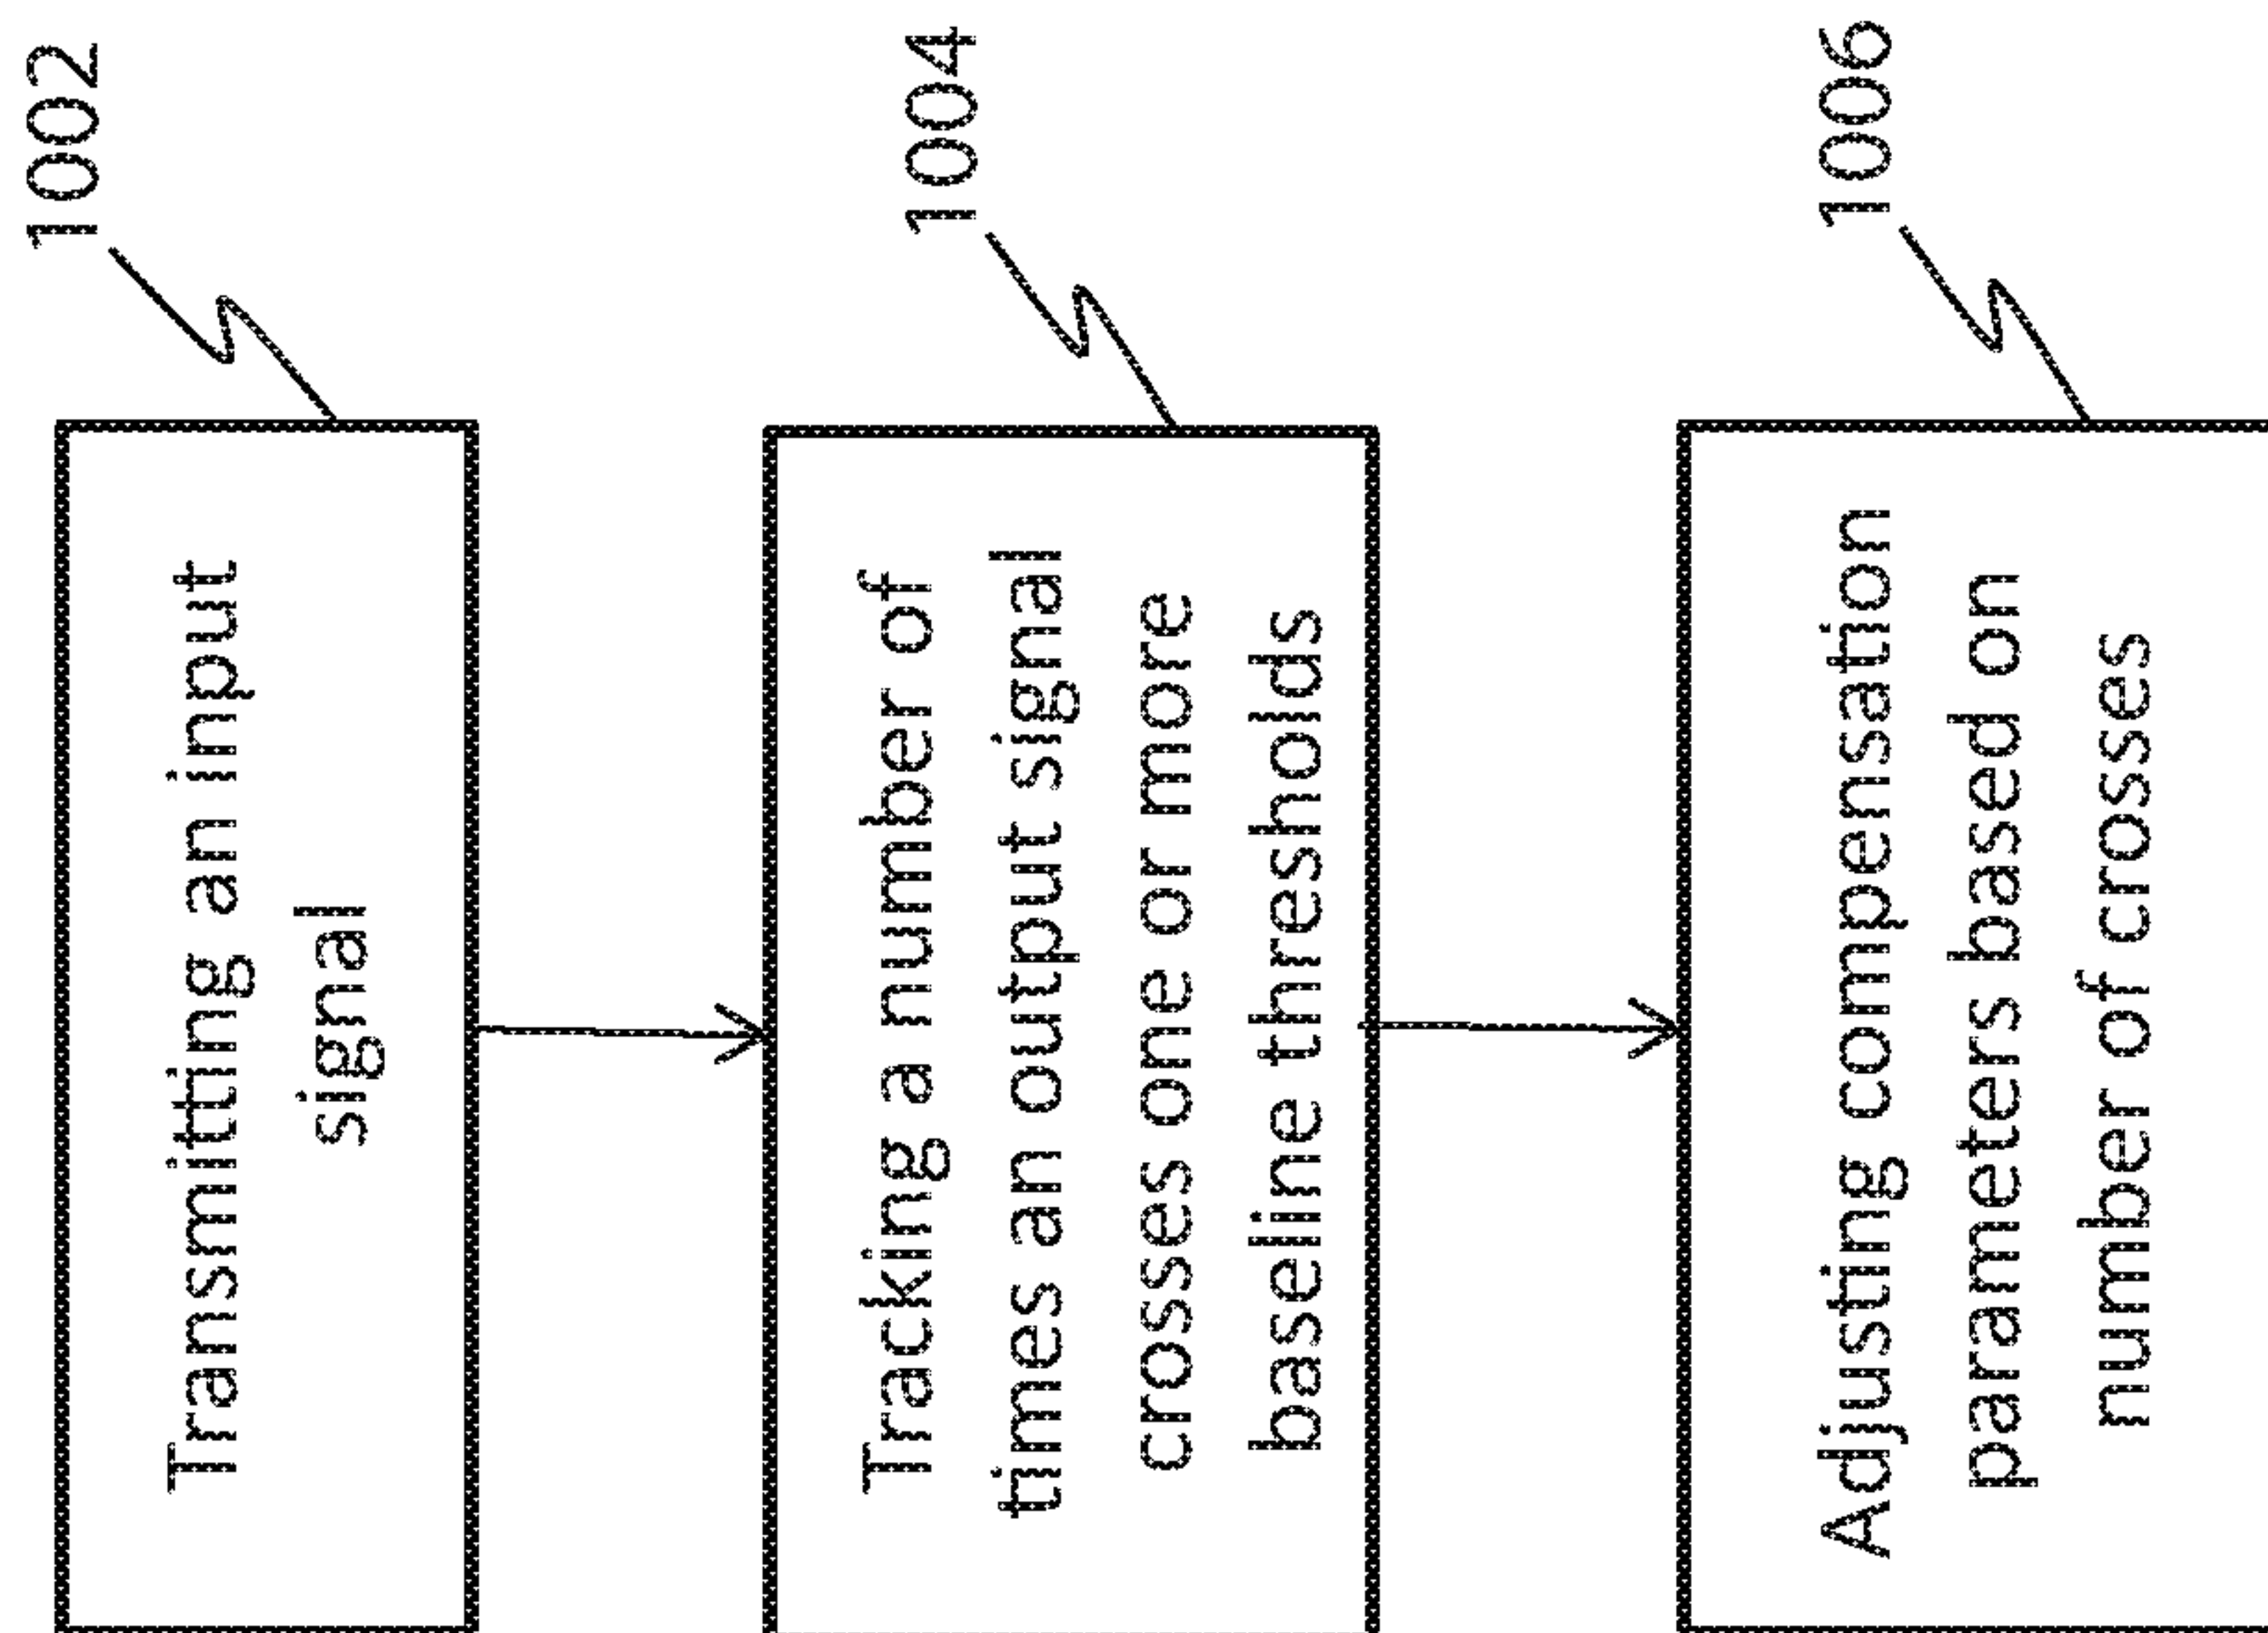 1002
Transmitting an input
signal
1004
Tracking a number of
times an output signal
crosses one or more
baseline thresholds
1006
Adjusting compensation
parameters based on
number of crosses